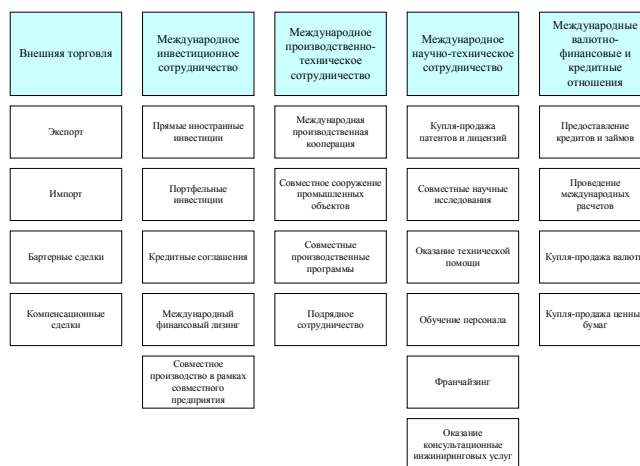 Внешняя торговля
Экспорт
Импорт
Бартерные сделки
Компенсационные
сделки
Международное
инвестиционное
сотрудничество
Прямые иностранные
инвестиции
Портфельные
инвестиции
Кредитные соглашения
Международный
финансовый лизинг
Совместное
производство в рамках
совместного
предприятия
Международное
производственно-
техническое
сотрудничество
Международная
производственная
кооперация
Совместное сооружение
промышленных
объектов
Совместные
производственные
программы
Подрядное
сотрудничество
Международное
научно-техническое
сотрудничество
Купля-продажа
патентов и лицензий
Совместные научные
исследования
Оказание технической
помощи
Обучение персонала
Франчайзинг
Оказание
консультационные
инжиниринговых услуг
Международные
валютно-
финансовые и
кредитные
отношения
Предоставление
кредитов и займов
Проведение
международных
расчетов
Купля-продажа валют
Купля-продажа ценны
бумаг